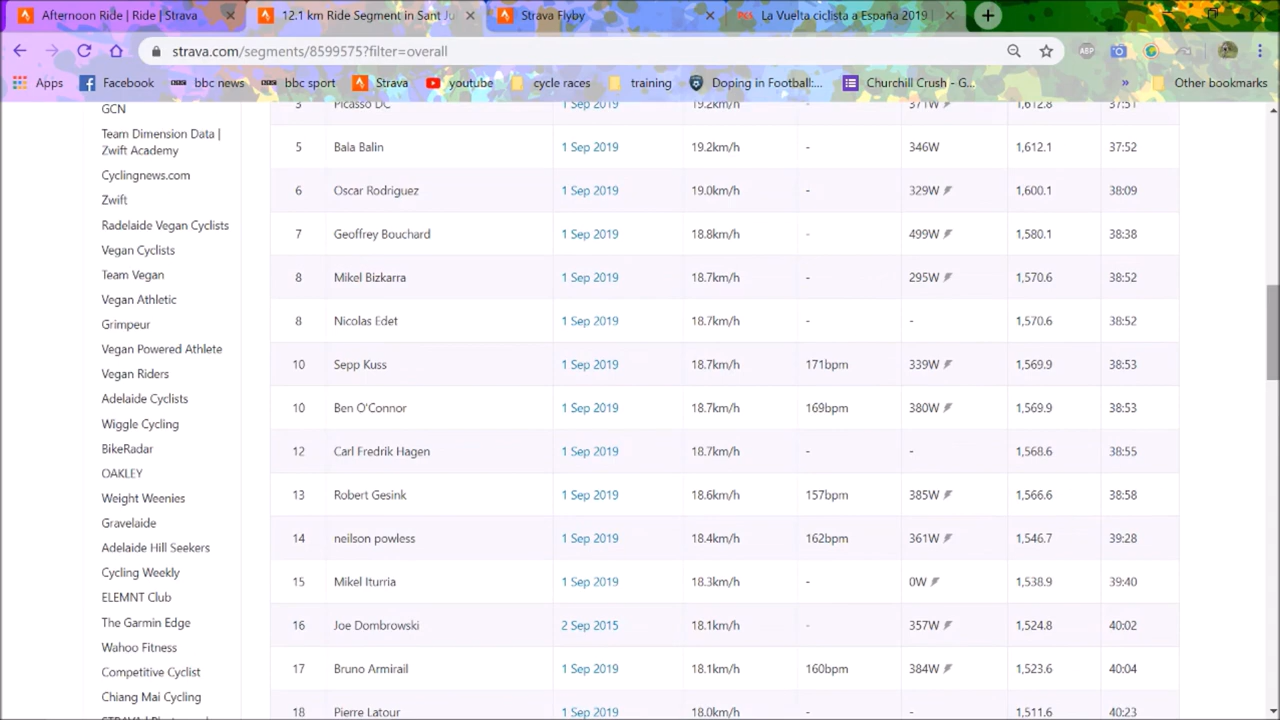 Afternoon Ride | Ride | Strava
12.1 km Ride Segment in Sant Ju
Strava Flyby
La Vuelta ciclista a España 2019 |
strava.com/segments/8599575?filter=overall
ABP
Apps
Facebook
bbc news
bbc sport
Strava
youtube
cycle races
training
Doping in Football:...
Churchill Crush - G...
»
Other bookmarks
GCN
Team Dimension Data |
Zwift Academy
Cyclingnews.com
Zwift
Radelaide Vegan Cyclists
Vegan Cyclists
Team Vegan
Vegan Athletic
Grimpeur
Vegan Powered Athlete
Vegan Riders
Adelaide Cyclists
Wiggle Cycling
BikeRadar
OAKLEY
Weight Weenies
Gravelaide
Adelaide Hill Seekers
Cycling Weekly
ELEMNT Club
The Garmin Edge
Wahoo Fitness
Competitive Cyclist
Chiang Mai Cycling
3 Picasso DC 1 Sep 2019 19.2km/h 371W 1,612.8 37:51
5 Bala Balin 1 Sep 2019 19.2km/h - 346W 1,612.1 37:52
6 Oscar Rodriguez 1 Sep 2019 19.0km/h - 329W 1,600.1 38:09
7 Geoffrey Bouchard 1 Sep 2019 18.8km/h - 499W 1,580.1 38:38
8 Mikel Bizkarra 1 Sep 2019 18.7km/h - 295W 1,570.6 38:52
8 Nicolas Edet 1 Sep 2019 18.7km/h - - 1,570.6 38:52
10 Sepp Kuss 1 Sep 2019 18.7km/h 171bpm 339W 1,569.9 38:53
10 Ben O'Connor 1 Sep 2019 18.7km/h 169bpm 380W 1,569.9 38:53
12 Carl Fredrik Hagen 1 Sep 2019 18.7km/h - - 1,568.6 38:55
13 Robert Gesink 1 Sep 2019 18.6km/h 157bpm 385W 1,566.6 38:58
14 neilson powless 1 Sep 2019 18.4km/h 162bpm 361W 1,546.7 39:28
15 Mikel Iturria 1 Sep 2019 18.3km/h - 0W 1,538.9 39:40
16 Joe Dombrowski 2 Sep 2015 18.1km/h - 357W 1,524.8 40:02
17 Bruno Armirail 1 Sep 2019 18.1km/h 160bpm 384W 1,523.6 40:04
18 Pierre Latour 1 Sep 2019 18.0km/h - - 1,511.6 40:23